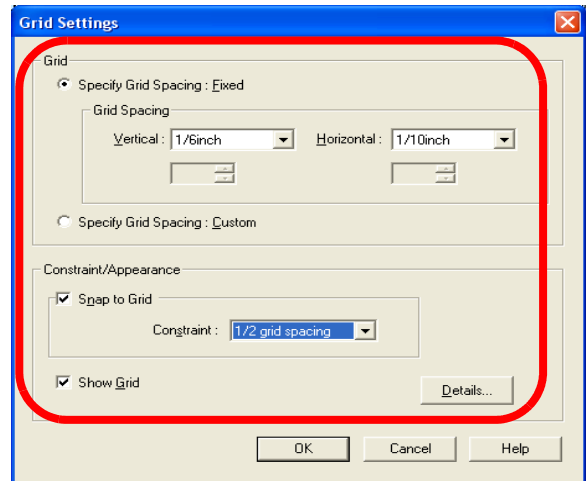 Grid Settings
Grid
Specify Grid Spacing : Fixed
Grid Spacing
Vertical : 1/6inch Horizontal : 1/10inch
Specify Grid Spacing : Custom
Constraint/Appearance
Snap to Grid
Constraint : 1/2 grid spacing
Show Grid
Details...
OK Cancel Help